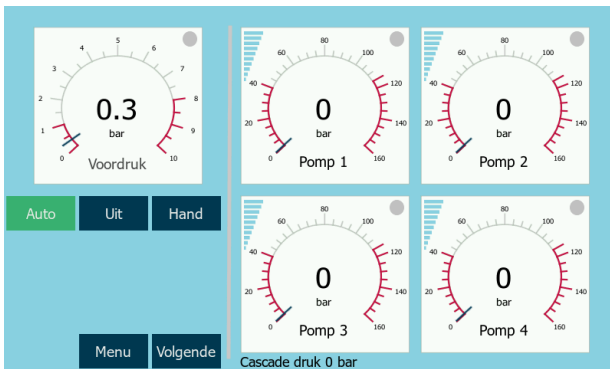 0 1 2 3 4 5 6 7 8 9 10
0.3
bar
Voordruk
0 20 40 60 80 100 120 140 160
0
bar
Pomp 1
0 20 40 60 80 100 120 140 160
0
bar
Pomp 2
Auto Uit Hand
0 20 40 60 80 100 120 140 160
0
bar
Pomp 3
0 20 40 60 80 100 120 140 160
0
bar
Pomp 4
Menu Volgende
Cascade druk 0 bar